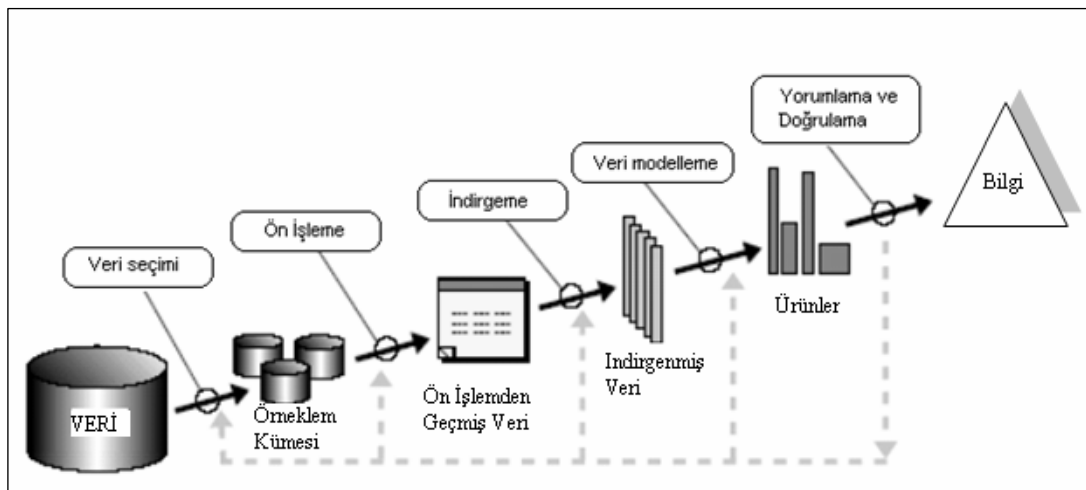 Yorumlama ve
Doğrulama
Veri modelleme
Bilgi
İndirgeme
Ön İşleme
Veri seçimi
Ürünler
Indirgenmiş
Veri
Ön İşlemden
Geçmiş Veri
Örneklem
Kümesi
VERİ